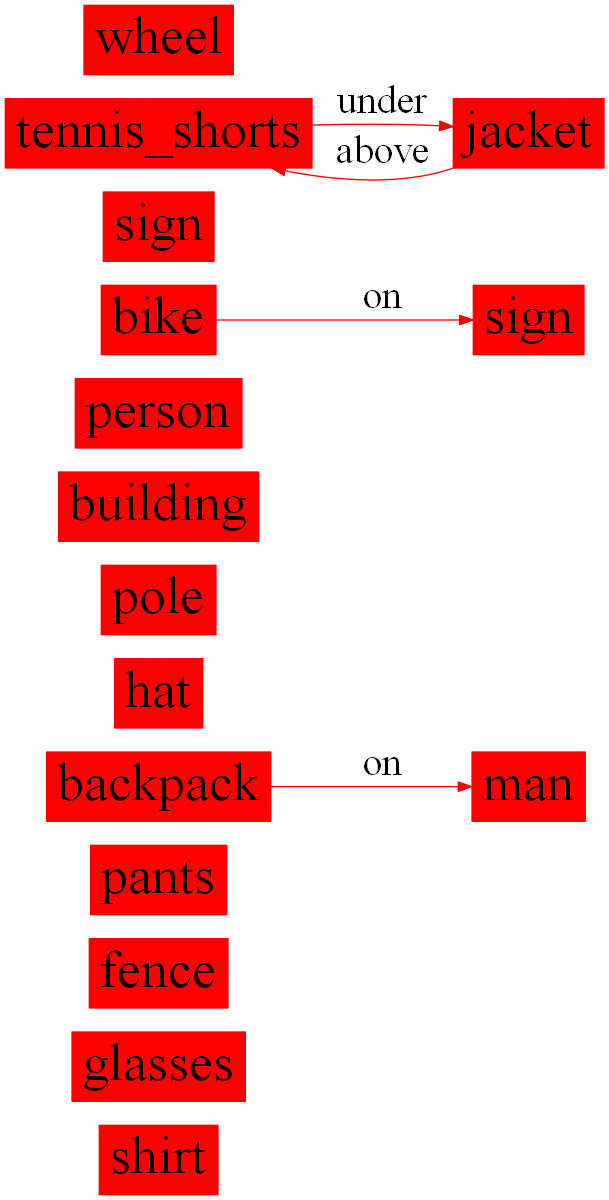 wheel
under
tennis_shorts jacket
above
sign
on
bike sign
person
building
pole
hat
on
backpack man
pants
fence
glasses
shirt